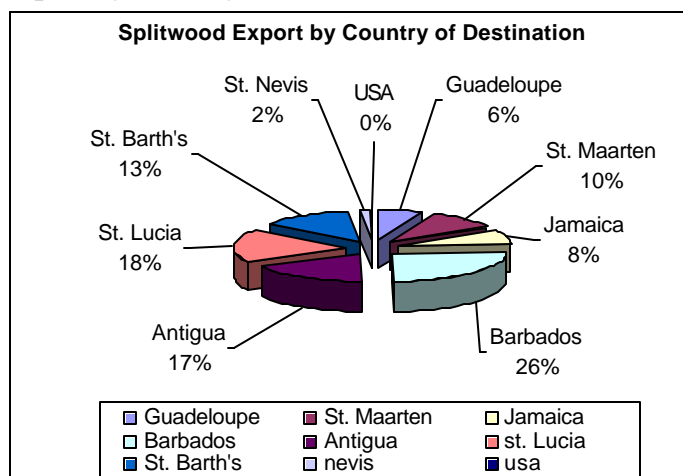 Splitwood Export by Country of Destination
St. Nevis
2%
USA
0%
Guadeloupe
6%
St. Barth's
13%
St. Maarten
10%
St. Lucia
18%
Jamaica
8%
Antigua
17%
Barbados
26%
Guadeloupe St. Maarten Jamaica
Barbados Antigua st. Lucia
St. Barth's nevis usa